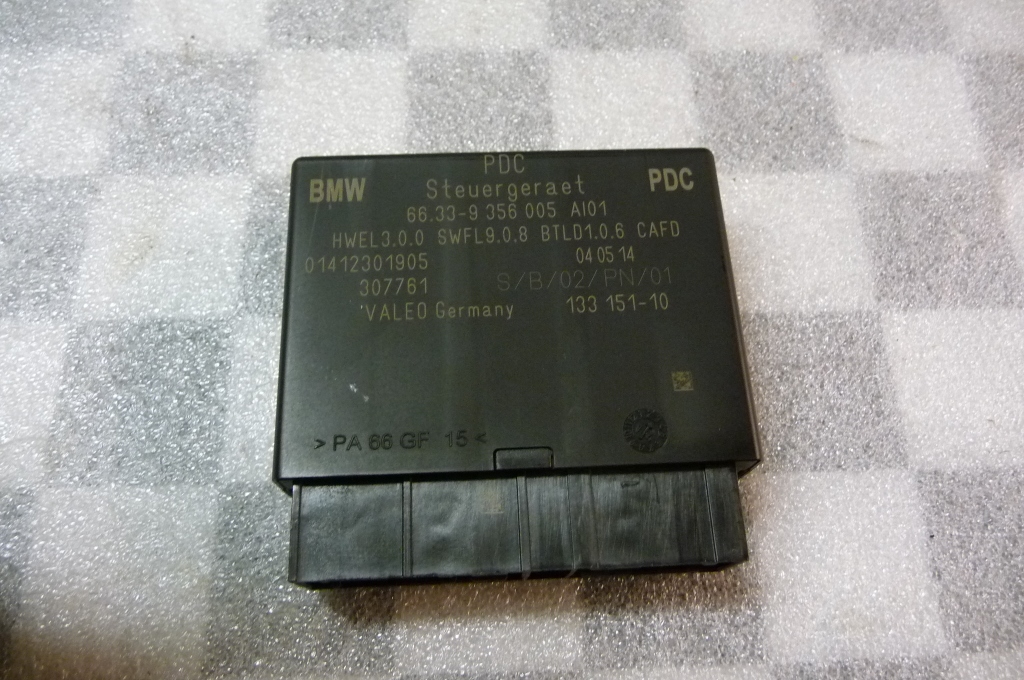 PDC
BMW Steuergeraet PDC
66.33-9 356 005 AI01
HWEL3.0.0 SWFL9.0.8 BTLD1.0.6 CAFD
01412301905 04 05 14
307761 S/B/02/PN/01
VALEO Germany 133 151-10
>PA 66 GF 15<